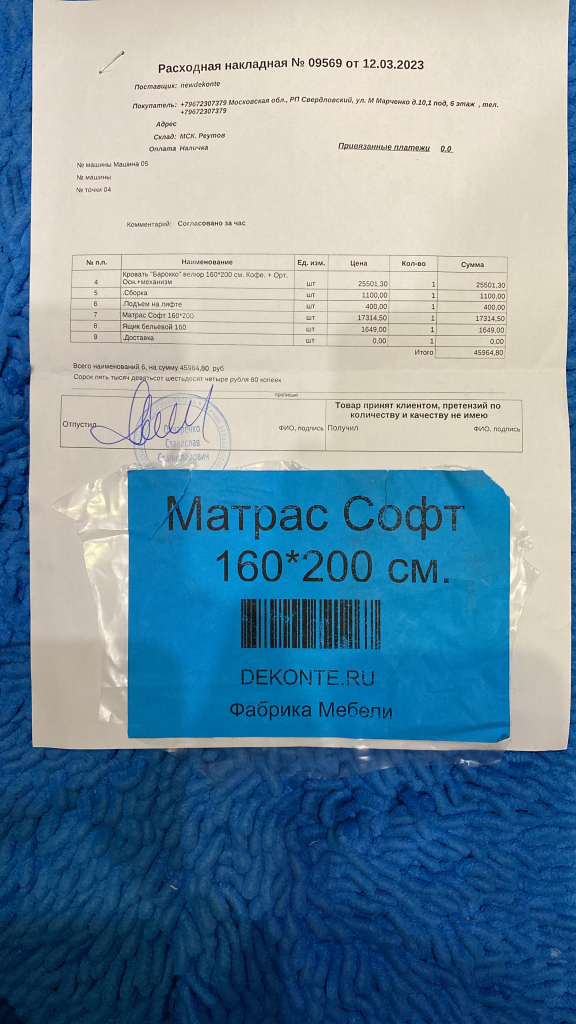 Расходная накладная № 09569 от 12.03.2023
Поставщик: newdekonte
Покупатель: +79672307379 Московская обл., РП Свердловский, ул. М Марченко д.10,1 под, 6 этаж , тел.
+79672307379
Адрес
Склад: МСК. Реутов
Оплата Наличка
Привязанные платежи 0,0
№ машины Машина 05
№ машины
№ точки 04
Комментарий: Согласовано за час
№ п.п. Наименование Ед. изм. Цена Кол-во Сумма
4 Кровать "Барокко" велюр 160*200 см. Кофе. + Орт.
Осн.+механизм шт 25501,30 1 25501,30
5 .Сборка шт 1100,00 1 1100,00
6 .Подъем на лифте шт 400,00 1 400,00
7 Матрас Софт 160*200 шт 17314,50 1 17314,50
8 Ящик бельевой 160 шт 1649,00 1 1649,00
9 .Доставка шт 0,00 1 0,00
Итого 45964,80
Всего наименований 6, на сумму 45964,80 руб
Сорок пять тысяч девятьсот шестьдесят четыре рубля 80 копеек
прописью
Товар принят клиентом, претензий по
количеству и качеству не имею
Отпустил ФИО, подпись Получил ФИО, подпись
Станислав
Станиславович
Матрас Софт
160*200 см.
DEKONTE.RU
Фабрика Мебели